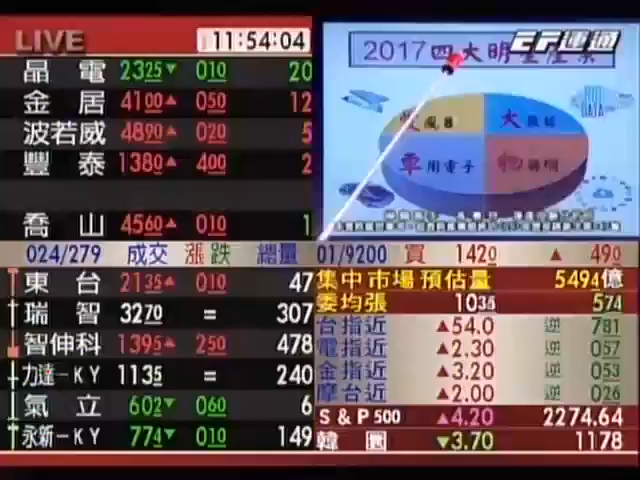 LIVE 11:54:04
晶電 2325▼ 010 20
金居 4100▲ 050 12
波若威 4890▲ 020 5
豐泰 1380▲ 400 2
喬山 4560▲ 010 1
024/279 成交 漲跌 總量
東台 2135▲ 010 47
瑞智 3270 = 307
智伸科 1395▲ 250 478
力達-KY 1135 = 240
氣立 602▼ 060 6
永新-KY 774▼ 010 149
2017四大明星產業
大
車用電子
DATA
01/9200 買 1420 ▲ 490
集中市場預估量 5494億
委均張 1035 574
台指近 ▲54.0 逆 781
電指近 ▲2.30 逆 057
金指近 ▲3.20 逆 053
摩台近 ▲2.00 逆 026
S&P500 ▲4.20 2274.64
韓國 ▼3.70 1178